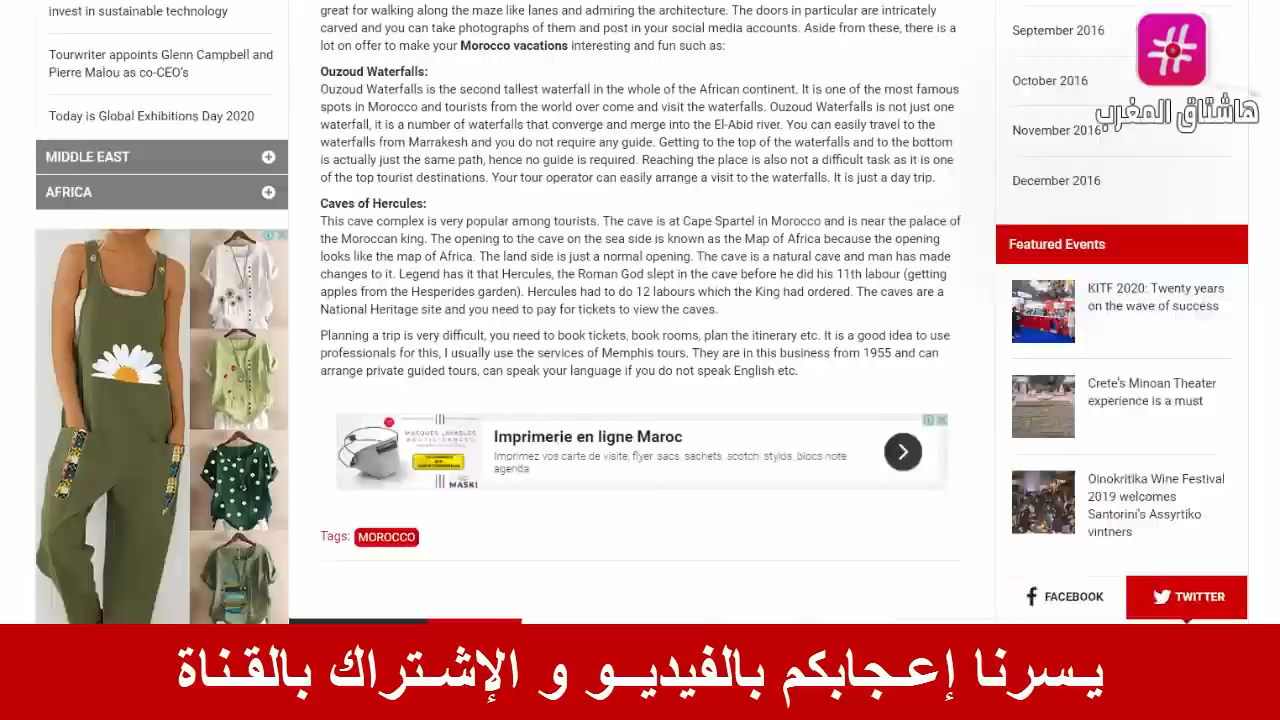 invest in sustainable technology
Tourwriter appoints Glenn Campbell and
Pierre Malou as co-CEO's
Today is Global Exhibitions Day 2020
MIDDLE EAST
AFRICA
great for walking along the maze like lanes and admiring the architecture. The doors in particular are intricately
carved and you can take photographs of them and post in your social media accounts. Aside from these, there is a
lot on offer to make your Morocco vacations interesting and fun such as:
Ouzoud Waterfalls:
Ouzoud Waterfalls is the second tallest waterfall in the whole of the African continent. It is one of the most famous
spots in Morocco and tourists from the world over come and visit the waterfalls. Ouzoud Waterfalls is not just one
waterfall, it is a number of waterfalls that converge and merge into the El-Abid river. You can easily travel to the
waterfalls from Marrakesh and you do not require any guide. Getting to the top of the waterfalls and to the bottom
is actually just the same path, hence no guide is required. Reaching the place is also not a difficult task as it is one
of the top tourist destinations. Your tour operator can easily arrange a visit to the waterfalls. It is just a day trip.
Caves of Hercules:
This cave complex is very popular among tourists. The cave is at Cape Spartel in Morocco and is near the palace of
the Moroccan king. The opening to the cave on the sea side is known as the Map of Africa because the opening
looks like the map of Africa. The land side is just a normal opening. The cave is a natural cave and man has made
changes to it. Legend has it that Hercules, the Roman God slept in the cave before he did his 11th labour (getting
apples from the Hesperides garden). Hercules had to do 12 labours which the King had ordered. The caves are a
National Heritage site and you need to pay for tickets to view the caves.
Planning a trip is very difficult, you need to book tickets, book rooms, plan the itinerary etc. It is a good idea to use
professionals for this, I usually use the services of Memphis tours. They are in this business from 1955 and can
arrange private guided tours, can speak your language if you do not speak English etc.
MASQUES LAVABLES
MASKI
Imprimerie en ligne Maroc
Imprimez vos carte de visite, flyer sacs, sachets, scotch, stylos, blocs note
agenda
Tags: MOROCCO
September 2016
October 2016
November 2016
December 2016
هاشتاق المغرب
Featured Events
KITF 2020: Twenty years
on the wave of success
Crete's Minoan Theater
experience is a must
Oinokritika Wine Festival
2019 welcomes
Santorini's Assyrtiko
vintners
FACEBOOK
TWITTER
يسرنا إعجابكم بالفيديو و الإشتراك بالقناة